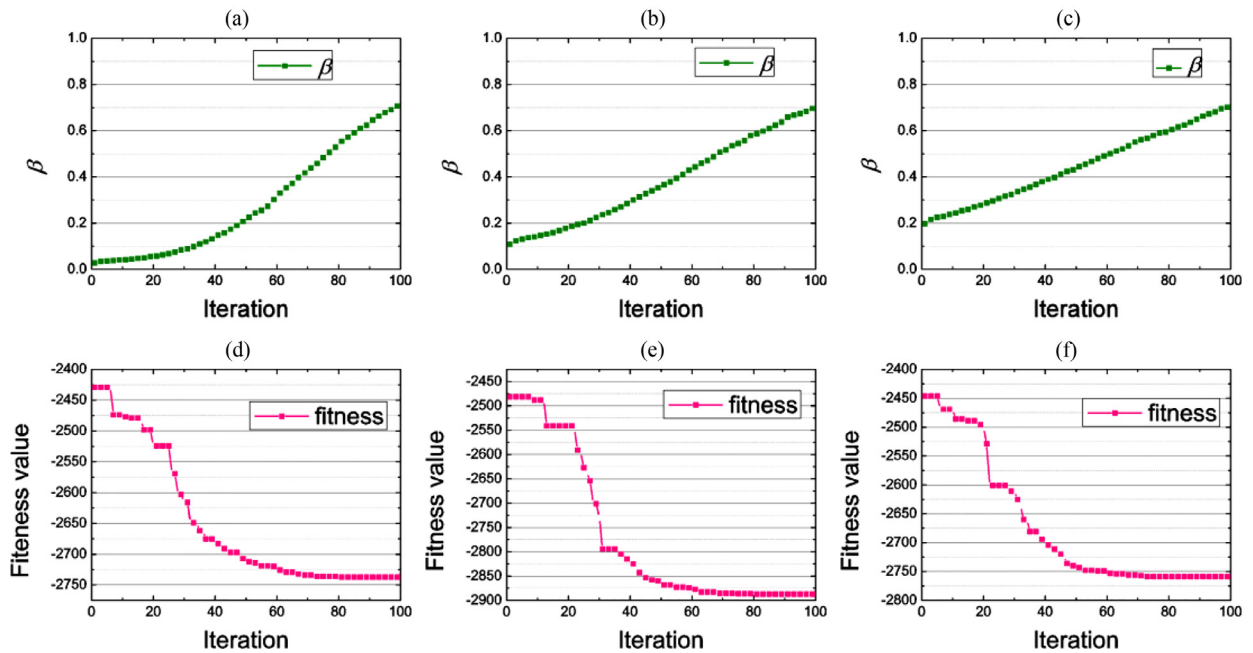 (a)
1.0
0.8
0.6
0.4
0.2
0.0
β
β
0 20 40 60 80 100
Iteration
(b)
1.0
0.8
0.6
0.4
0.2
0.0
β
β
0 20 40 60 80 100
Iteration
(c)
1.0
0.8
0.6
0.4
0.2
0.0
β
β
0 20 40 60 80 100
Iteration
(d)
-2400
-2450
-2500
-2550
-2600
-2650
-2700
-2750
Fiteness value
fitness
0 20 40 60 80 100
Iteration
(e)
-2450
-2500
-2550
-2600
-2650
-2700
-2750
-2800
-2850
-2900
Fitness value
fitness
0 20 40 60 80 100
Iteration
(f)
-2400
-2450
-2500
-2550
-2600
-2650
-2700
-2750
-2800
Fitness value
fitness
0 20 40 60 80 100
Iteration